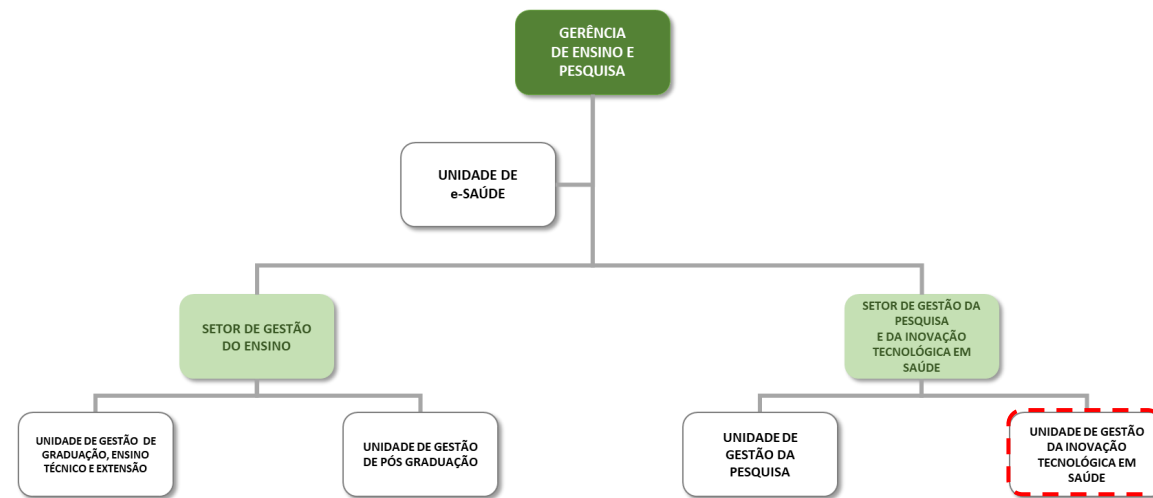 GERÊNCIA
DE ENSINO E
PESQUISA
UNIDADE DE
e-SAÚDE
SETOR DE GESTÃO
DO ENSINO
SETOR DE GESTÃO DA
PESQUISA
E DA INOVAÇÃO
TECNOLÓGICA EM
SAÚDE
UNIDADE DE GESTÃO DE
GRADUAÇÃO, ENSINO
TÉCNICO E EXTENSÃO
UNIDADE DE GESTÃO
DE PÓS GRADUAÇÃO
UNIDADE DE
GESTÃO DA
PESQUISA
UNIDADE DE GESTÃO
DA INOVAÇÃO
TECNOLÓGICA EM
SAÚDE